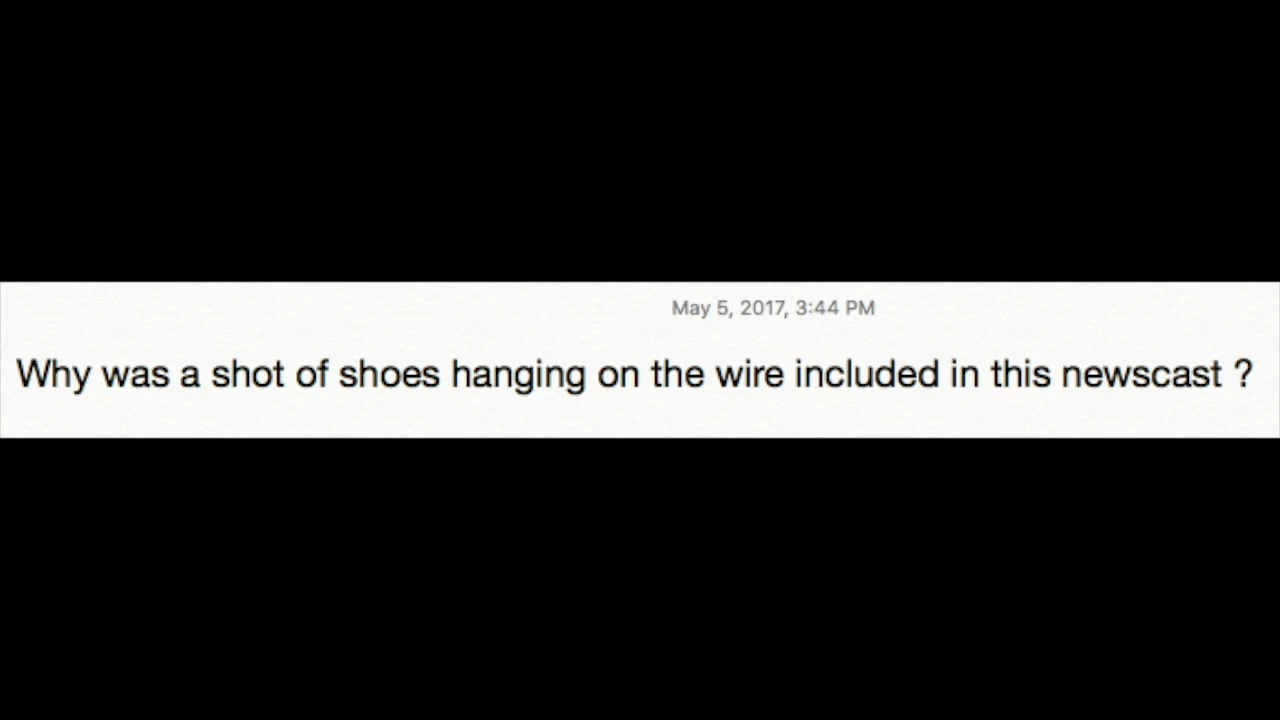 May 5, 2017, 3:44 PM
Why was a shot of shoes hanging on the wire included in this newscast ?